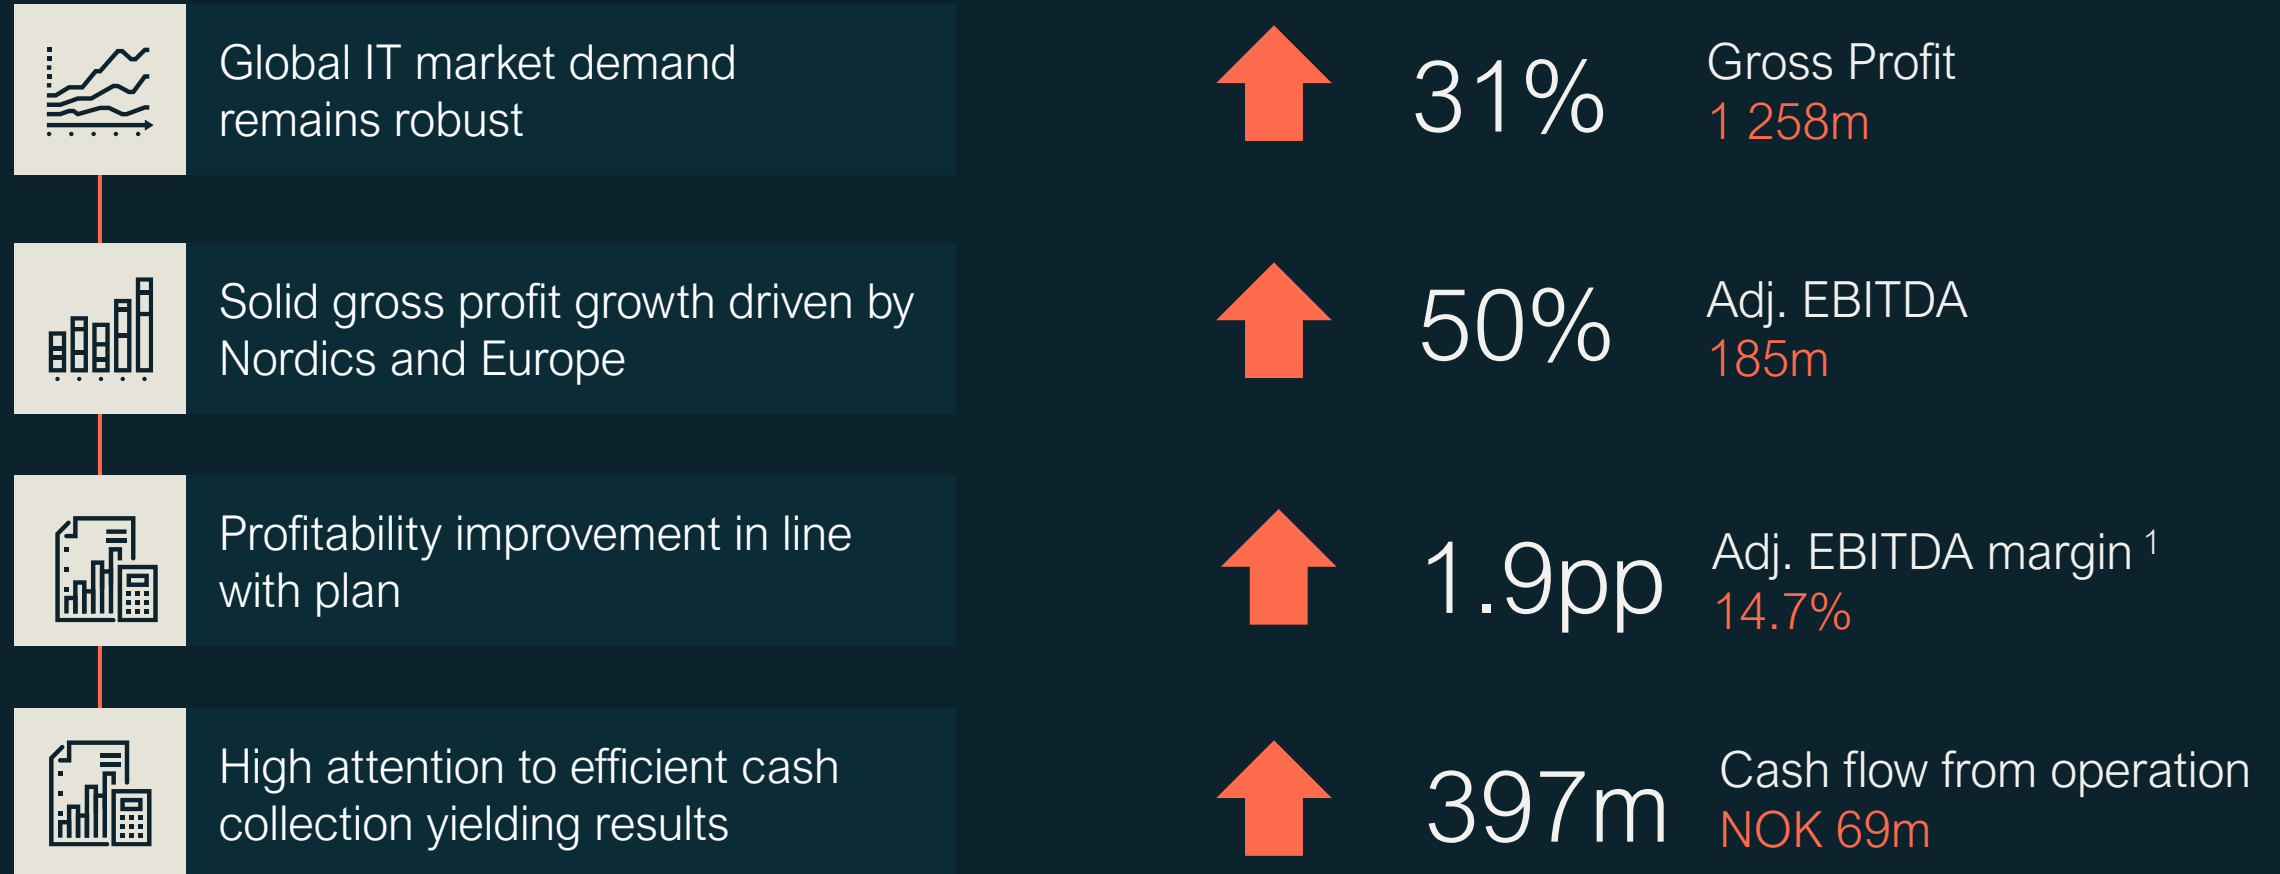 Global IT market demand
remains robust
31%
Gross Profit
1 258m
Solid gross profit growth driven by
Nordics and Europe
50%
Adj. EBITDA
185m
Profitability improvement in line
with plan
1.9pp
Adj. EBITDA margin 1
14.7%
High attention to efficient cash
collection yielding results
397m
Cash flow from operation
NOK 69m